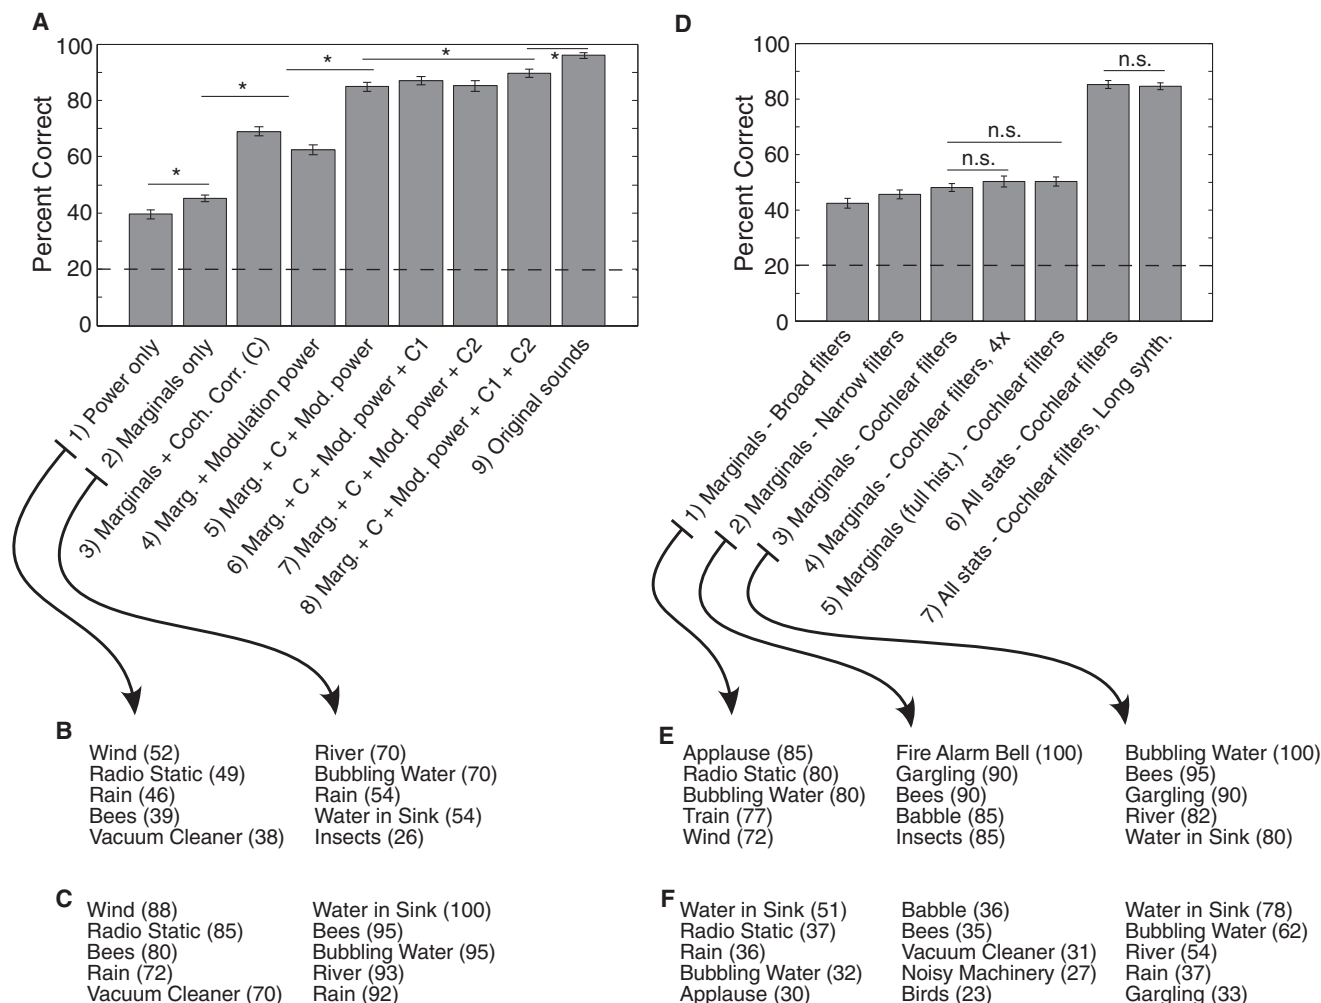 A
Percent Correct
100
80
60
40
20
0
*
*
*
*
*
1) Power only
2) Marginals only
3) Marginals + Coch. Corr. (C)
4) Marg. + Modulation power
5) Marg. + C + Mod. power
6) Marg. + C + Mod. power + C1
7) Marg. + C + Mod. power + C2
8) Marg. + C + Mod. power + C1 + C2
9) Original sounds
D
Percent Correct
100
80
60
40
20
0
n.s.
n.s.
n.s.
1) Marginals - Broad filters
2) Marginals - Narrow filters
3) Marginals - Cochlear filters
4) Marginals - Cochlear filters, 4x
5) Marginals (full hist.) - Cochlear filters
6) All stats - Cochlear filters
7) All stats - Cochlear filters, Long synth.
B
Wind (52)
Radio Static (49)
Rain (46)
Bees (39)
Vacuum Cleaner (38)
River (70)
Bubbling Water (70)
Rain (54)
Water in Sink (54)
Insects (26)
C
Wind (88)
Radio Static (85)
Bees (80)
Rain (72)
Vacuum Cleaner (70)
Water in Sink (100)
Bees (95)
Bubbling Water (95)
River (93)
Rain (92)
E
Applause (85)
Radio Static (80)
Bubbling Water (80)
Train (77)
Wind (72)
Fire Alarm Bell (100)
Gargling (90)
Bees (90)
Babble (85)
Insects (85)
Bubbling Water (100)
Bees (95)
Gargling (90)
River (82)
Water in Sink (80)
F
Water in Sink (51)
Radio Static (37)
Rain (36)
Bubbling Water (32)
Applause (30)
Babble (36)
Bees (35)
Vacuum Cleaner (31)
Noisy Machinery (27)
Birds (23)
Water in Sink (78)
Bubbling Water (62)
River (54)
Rain (37)
Gargling (33)